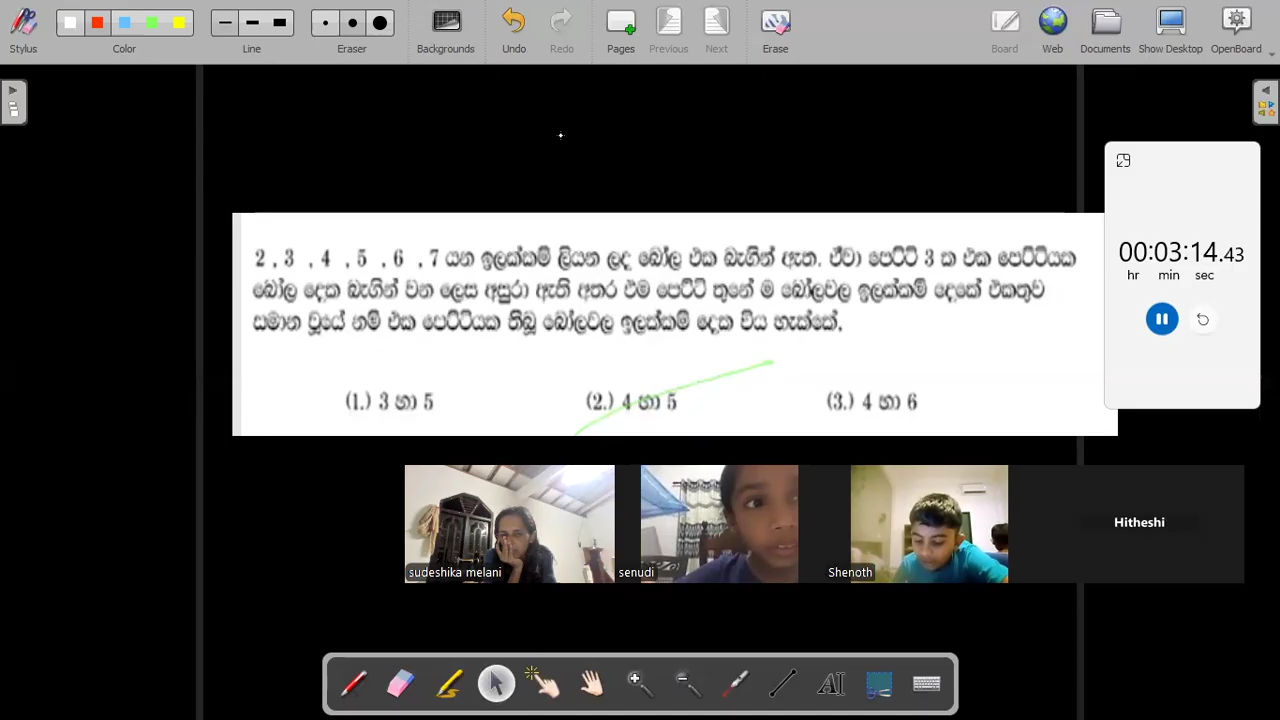 Stylus Color Line Eraser Backgrounds Undo Redo Pages Previous Next Erase Board Web Documents Show Desktop OpenBoard
00:03:14.43
hr min sec
2 , 3 , 4 , 5 , 6 , 7 යන ඉලක්කම් ලියන ලද බෝල එක බැගින් ඇත. ඒවා පෙට්ටි 3 ක එක පෙට්ටියක
බෝල දෙක බැගින් වන ලෙස අසුරා ඇති අතර එම පෙට්ටි තුනේ ම බෝලවල ඉලක්කම් දෙකේ එකතුව
සමාන වූයේ නම් එක පෙට්ටියක තිබූ බෝලවල ඉලක්කම් දෙක විය හැක්කේ,
(1.) 3 හා 5 (2.) 4 හා 5 (3.) 4 හා 6
Hitheshi
sudeshika melani senudi Shenoth
AI